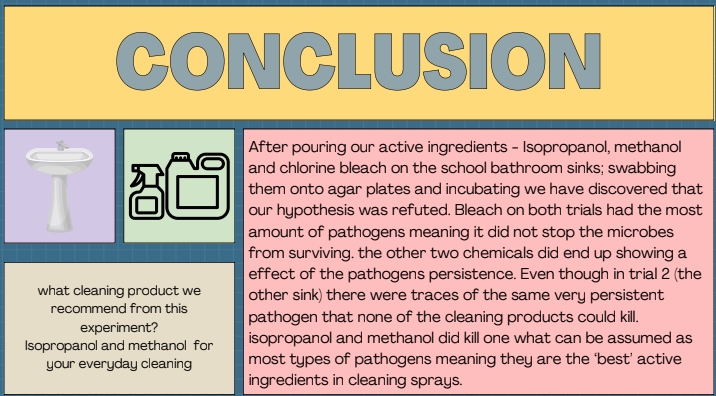 CONCLUSION
After pouring our active ingredients - Isopropanol, methanol
and chlorine bleach on the school bathroom sinks; swabbing
them onto agar plates and incubating we have discovered that
our hypothesis was refuted. Bleach on both trials had the most
amount of pathogens meaning it did not stop the microbes
from surviving. the other two chemicals did end up showing a
effect of the pathogens persistence. Even though in trial 2 (the
other sink) there were traces of the same very persistent
pathogen that none of the cleaning products could kill.
isopropanol and methanol did kill one what can be assumed as
most types of pathogens meaning they are the ‘best’ active
ingredients in cleaning sprays.
what cleaning product we
recommend from this
experiment?
Isopropanol and methanol for
your everyday cleaning